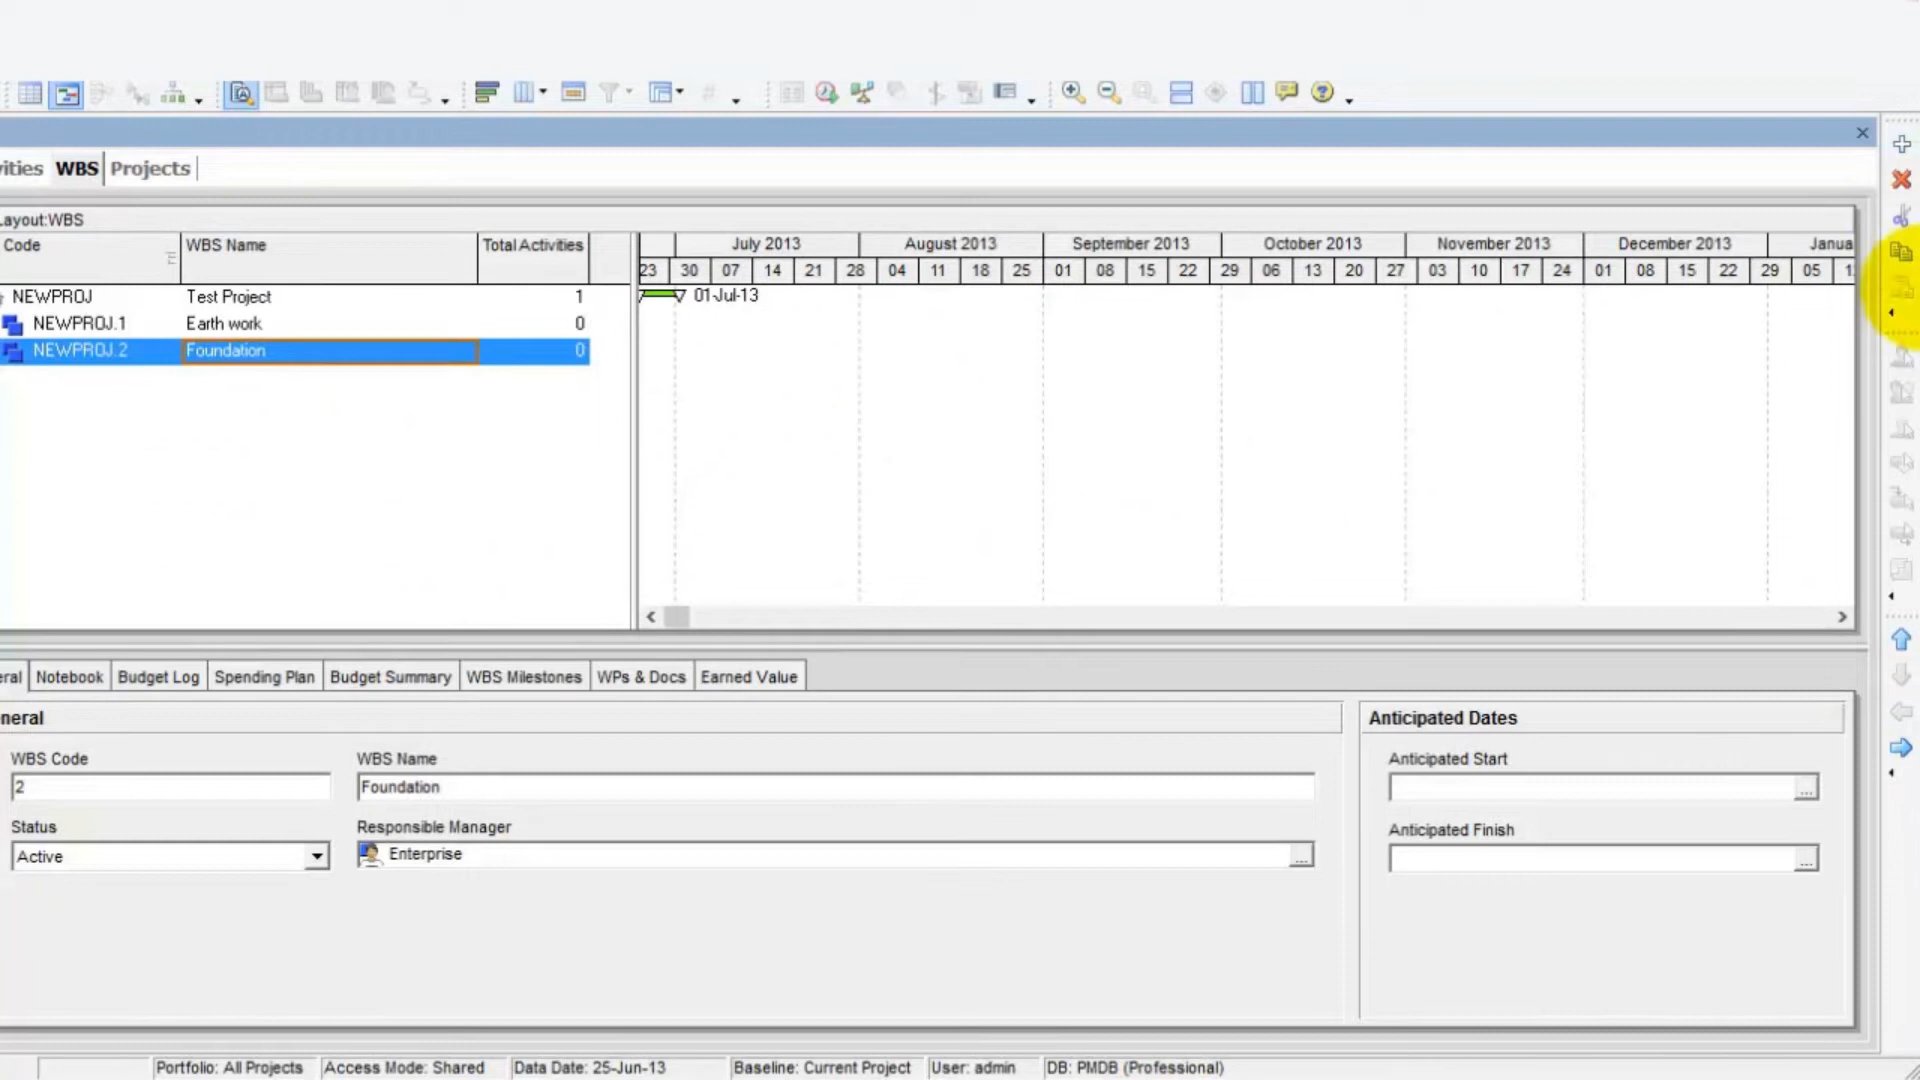 vities WBS Projects
Layout:WBS
Code WBS Name Total Activities
July 2013 August 2013 September 2013 October 2013 November 2013 December 2013 Janua
23 30 07 14 21 28 04 11 18 25 01 08 15 22 29 06 13 20 27 03 10 17 24 01 08 15 22 29 05 1
NEWPROJ Test Project 1 01-Jul-13
NEWPROJ.1 Earth work 0
NEWPROJ.2 Foundation 0
eral Notebook Budget Log Spending Plan Budget Summary WBS Milestones WPs & Docs Earned Value
neral
Anticipated Dates
WBS Code WBS Name Anticipated Start
2 Foundation ...
Status Responsible Manager Anticipated Finish
Active Enterprise ... ...
Portfolio: All Projects Access Mode: Shared Data Date: 25-Jun-13 Baseline: Current Project User: admin DB: PMDB (Professional)